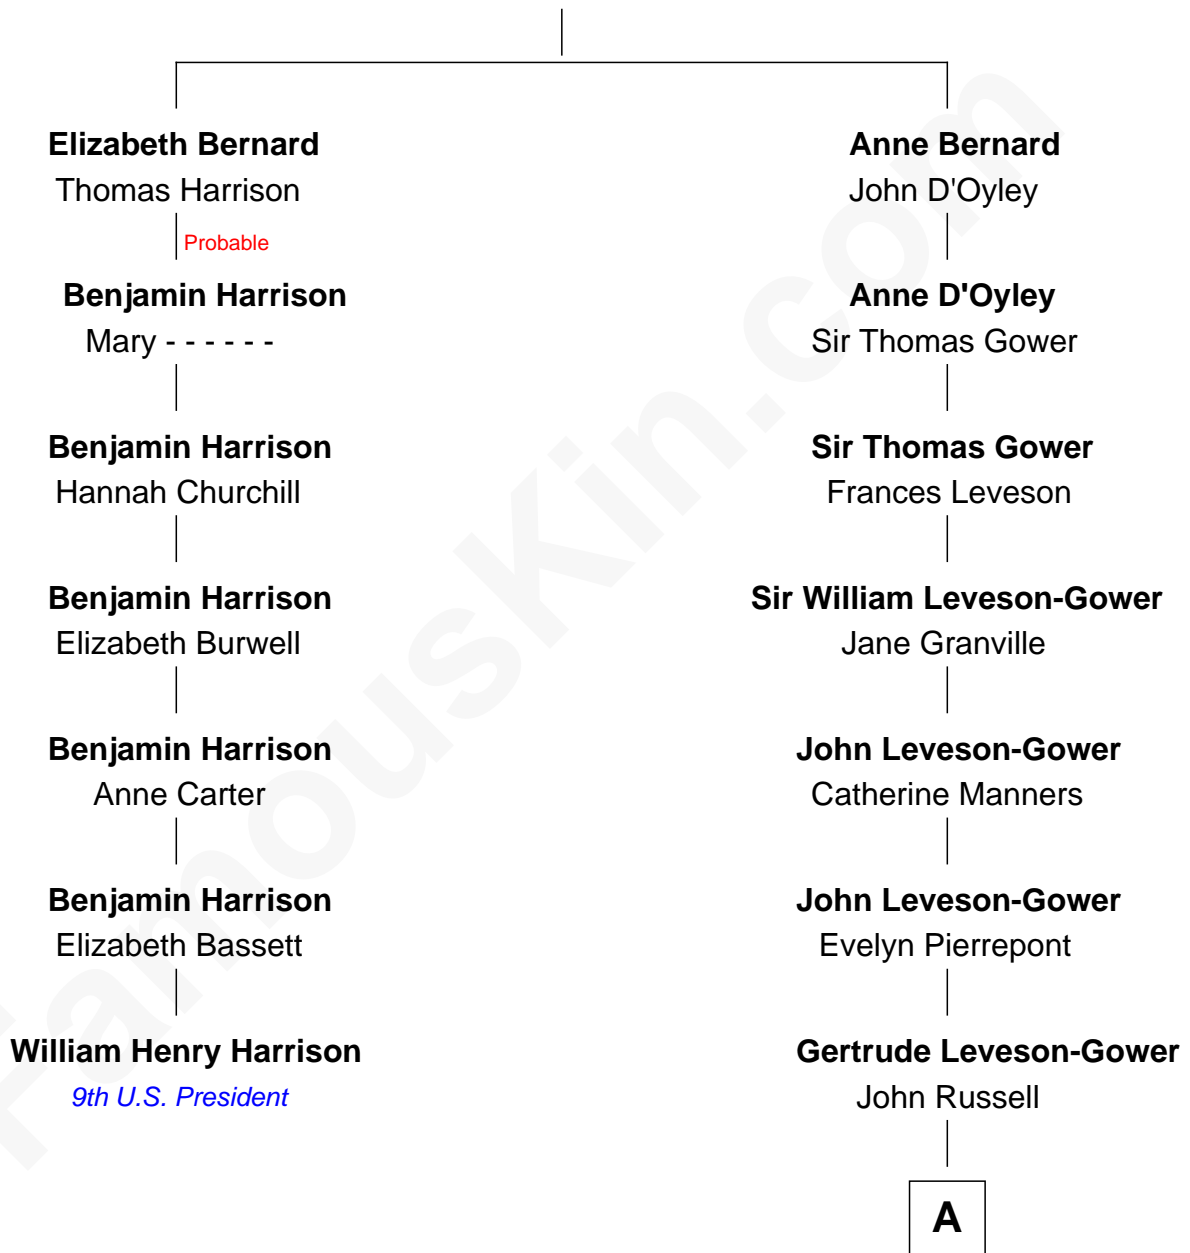 Elizabeth Bernard
Thomas Harrison
Probable
Benjamin Harrison
Mary - - - - - -
Benjamin Harrison
Hannah Churchill
Benjamin Harrison
Elizabeth Burwell
Benjamin Harrison
Anne Carter
Benjamin Harrison
Elizabeth Bassett
William Henry Harrison
9th U.S. President
Anne Bernard
John D'Oyley
Anne D'Oyley
Sir Thomas Gower
Sir Thomas Gower
Frances Leveson
Sir William Leveson-Gower
Jane Granville
John Leveson-Gower
Catherine Manners
John Leveson-Gower
Evelyn Pierrepont
Gertrude Leveson-Gower
John Russell
A
FamousKin.com